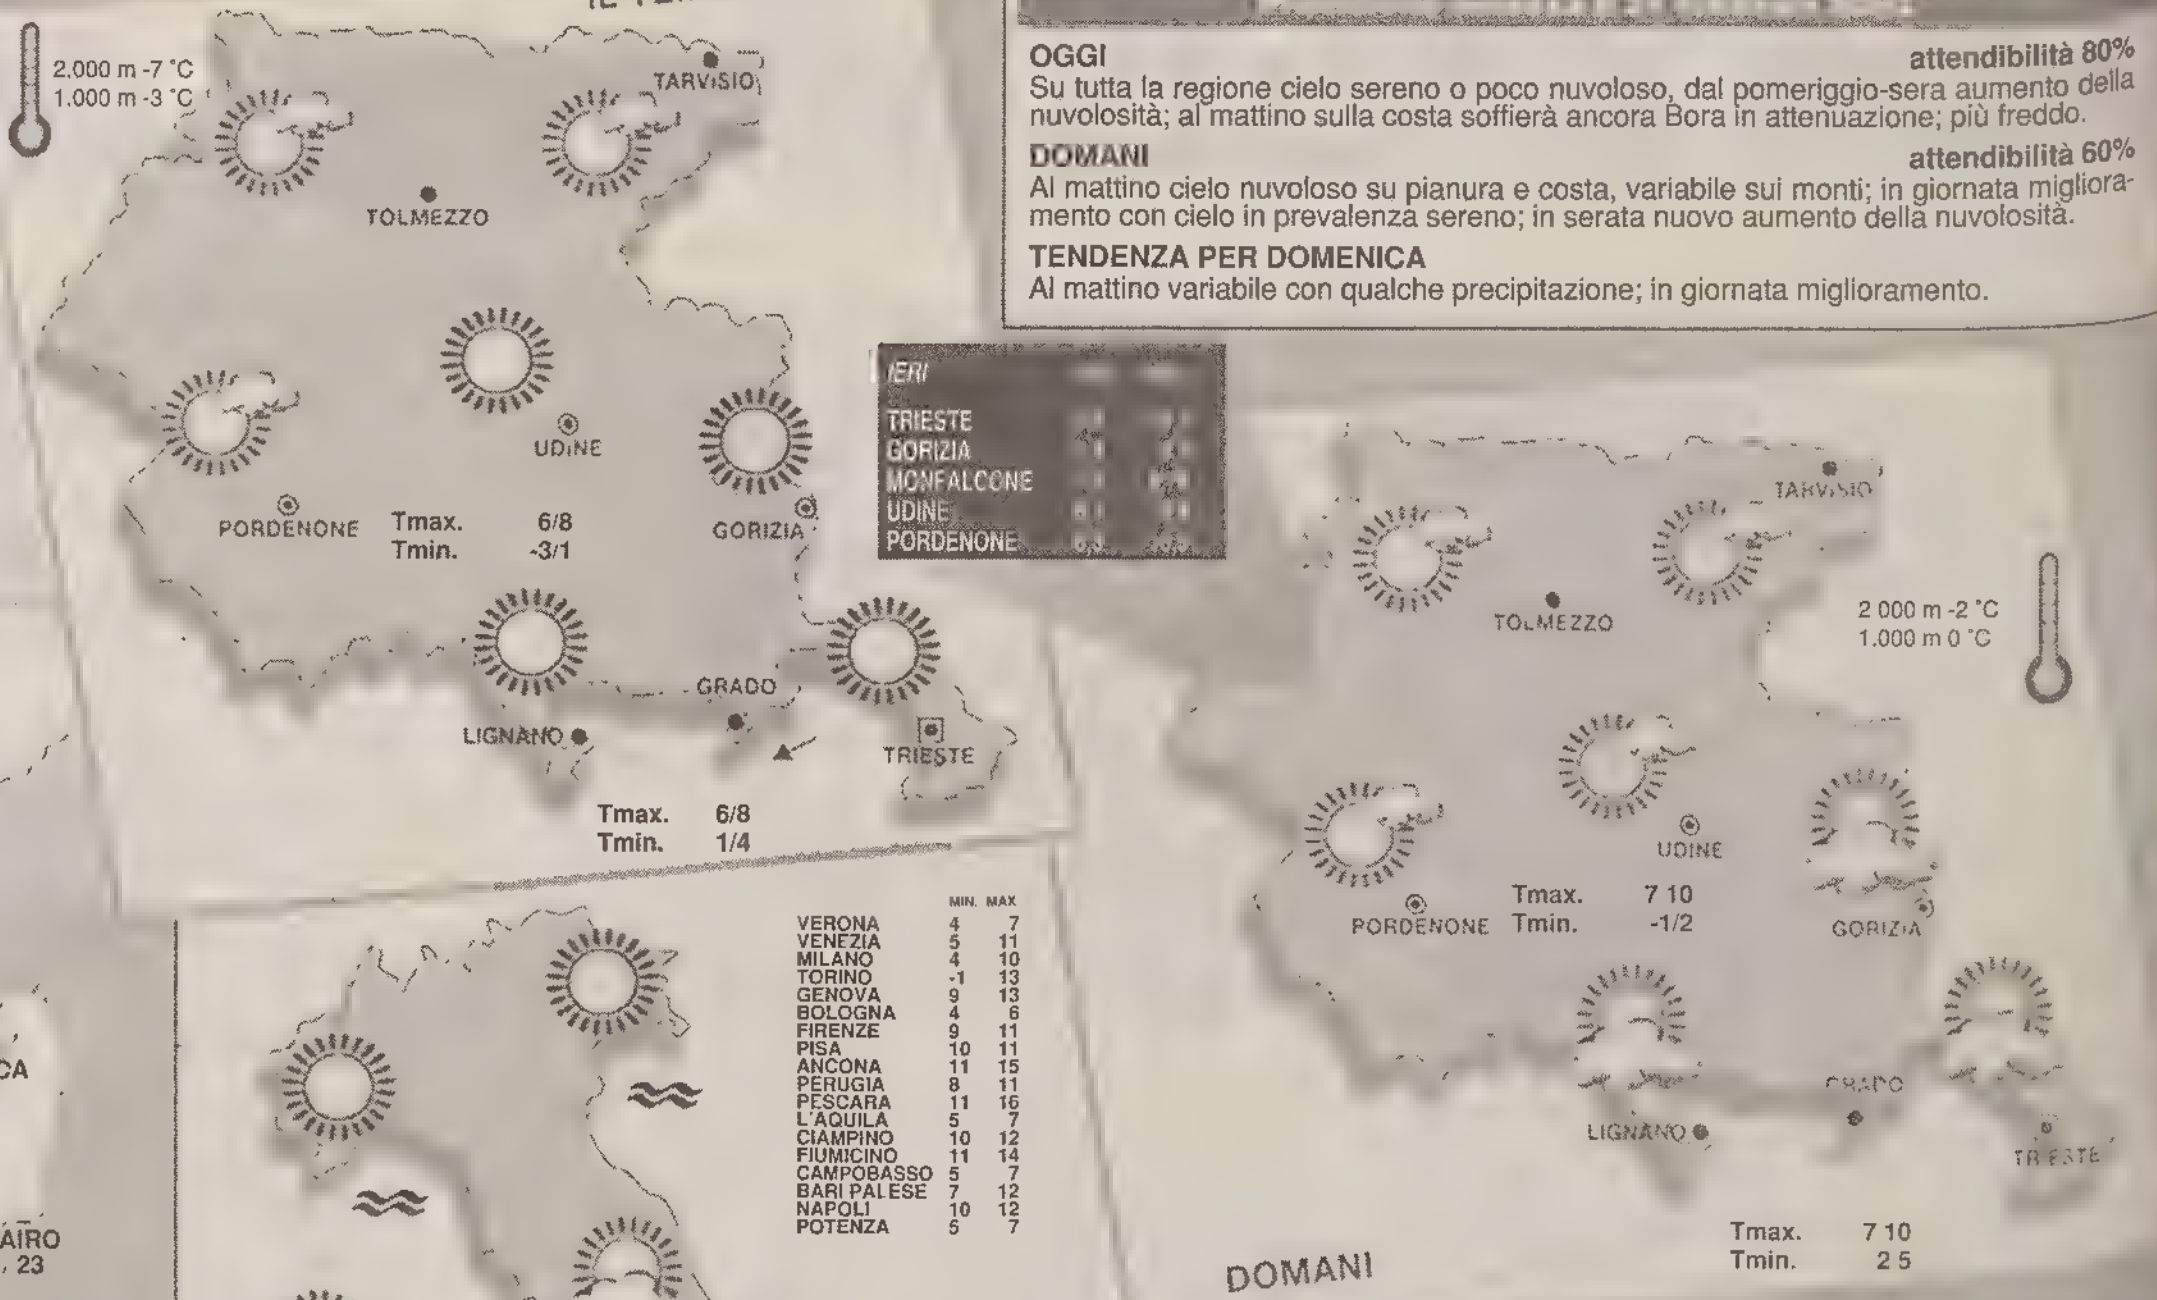 2.000 m -7 °C
1.000 m -3 °C
TARVISIO
TOLMEZZO
UDINE
PORDENONE
GORIZIA
Tmax. 6/8
Tmin. -3/1
GRADO
LIGNANO
TRIESTE
Tmax. 6/8
Tmin. 1/4
OGGI attendibilità 80%
Su tutta la regione cielo sereno o poco nuvoloso, dal pomeriggio-sera aumento della
nuvolosità; al mattino sulla costa soffierà ancora Bora in attenuazione; più freddo.
DOMANI attendibilità 60%
Al mattino cielo nuvoloso su pianura e costa, variabile sui monti; in giornata migliora-
mento con cielo in prevalenza sereno; in serata nuovo aumento della nuvolosità.
TENDENZA PER DOMENICA
Al mattino variabile con qualche precipitazione; in giornata miglioramento.
IERI
TRIESTE
GORIZIA
MONFALCONE
UDINE
PORDENONE
TARVISIO
TOLMEZZO
2 000 m -2 °C
1.000 m 0 °C
UDINE
PORDENONE
GORIZIA
Tmax. 7 10
Tmin. -1/2
GRADO
LIGNANO
TRIESTE
Tmax. 7 10
Tmin. 2 5
DOMANI
MIN. MAX
VERONA 4 7
VENEZIA 5 11
MILANO 4 10
TORINO -1 13
GENOVA 9 13
BOLOGNA 4 6
FIRENZE 9 11
PISA 10 11
ANCONA 11 15
PERUGIA 8 11
PESCARA 11 16
L'AQUILA 5 7
CIAMPINO 10 12
FIUMICINO 11 14
CAMPOBASSO 5 7
BARI PALESE 7 12
NAPOLI 10 12
POTENZA 5 7
CA
AIRO
23